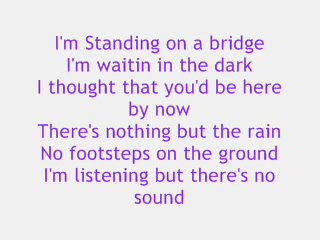 I'm Standing on a bridge
I'm waitin in the dark
I thought that you'd be here
by now
There's nothing but the rain
No footsteps on the ground
I'm listening but there's no
sound